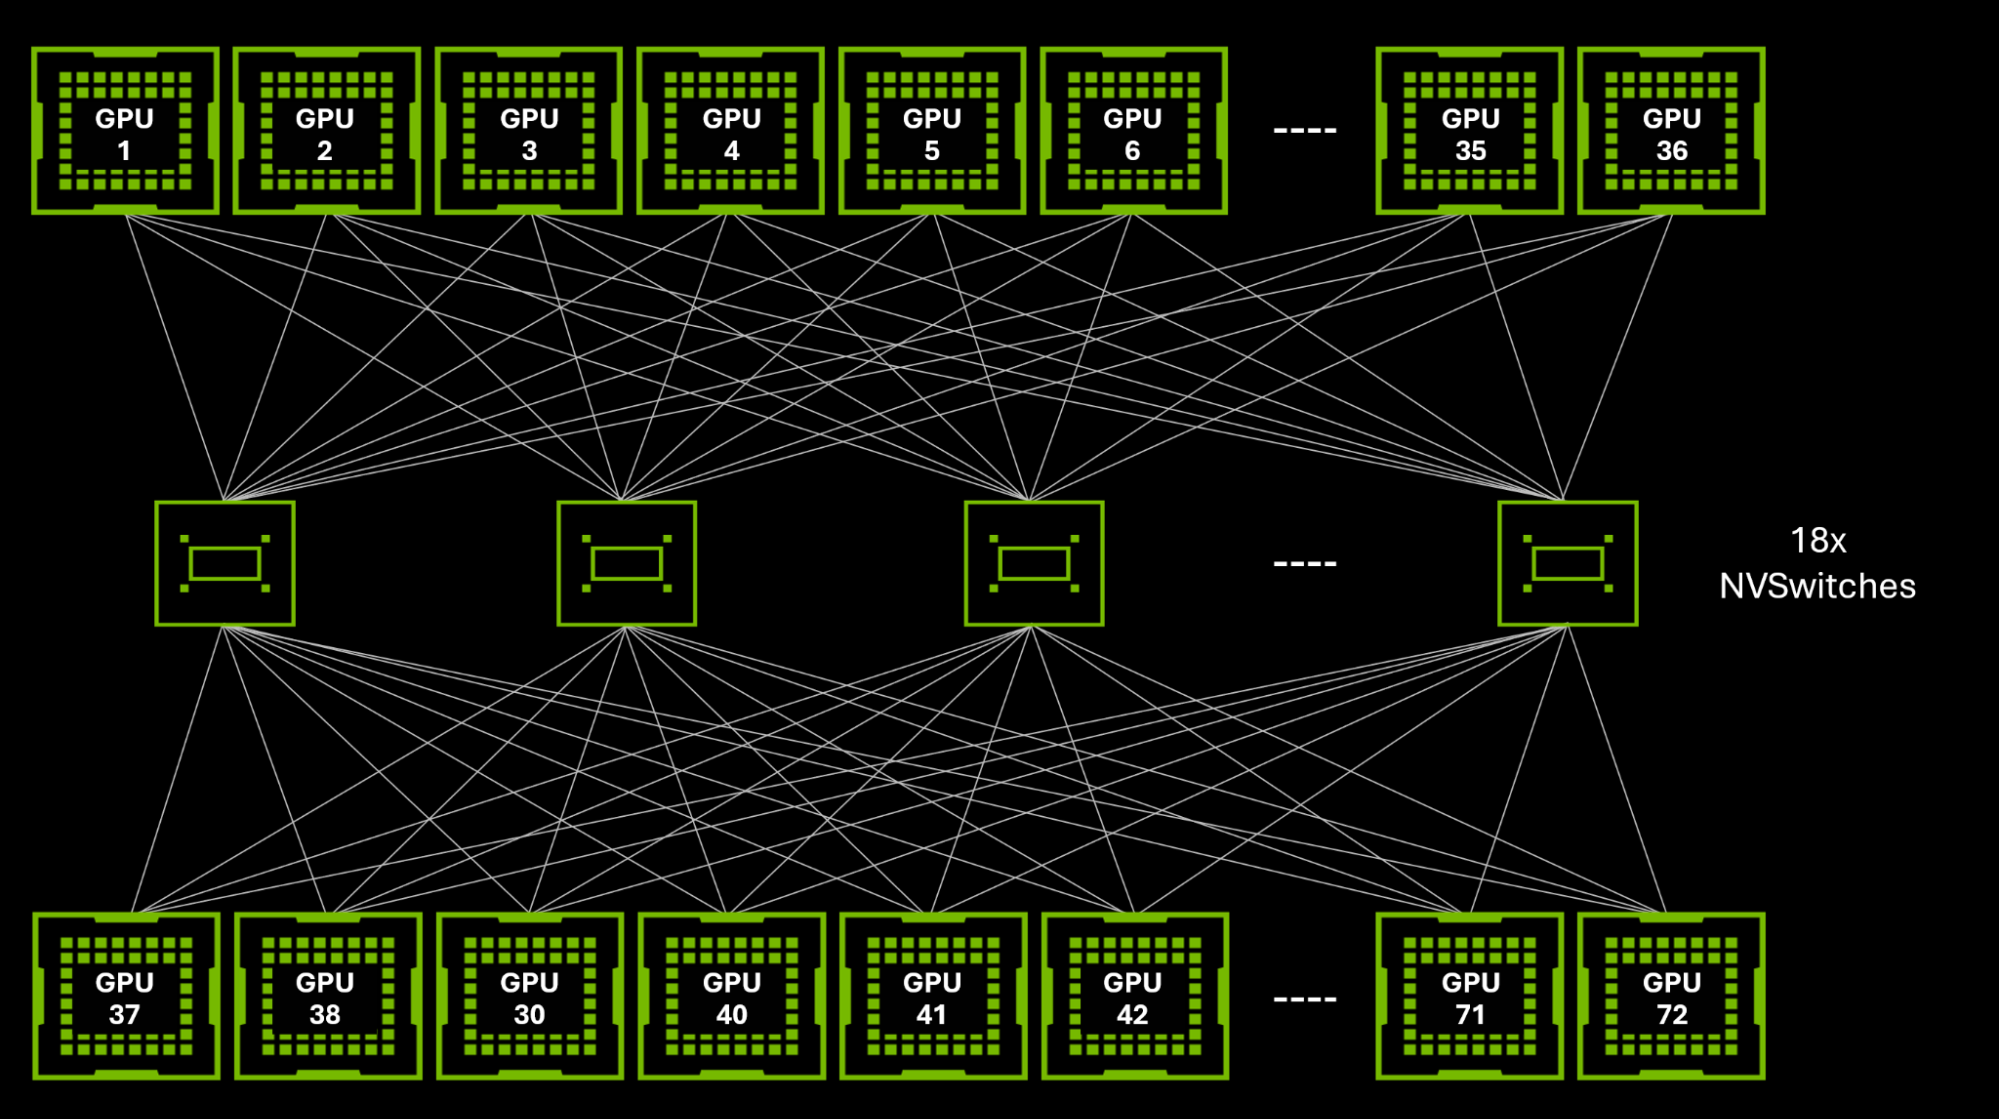 GPU
1
GPU
2
GPU
3
GPU
4
GPU
5
GPU
6
----
GPU
35
GPU
36
----
18x
NVSwitches
GPU
37
GPU
38
GPU
30
GPU
40
GPU
41
GPU
42
----
GPU
71
GPU
72